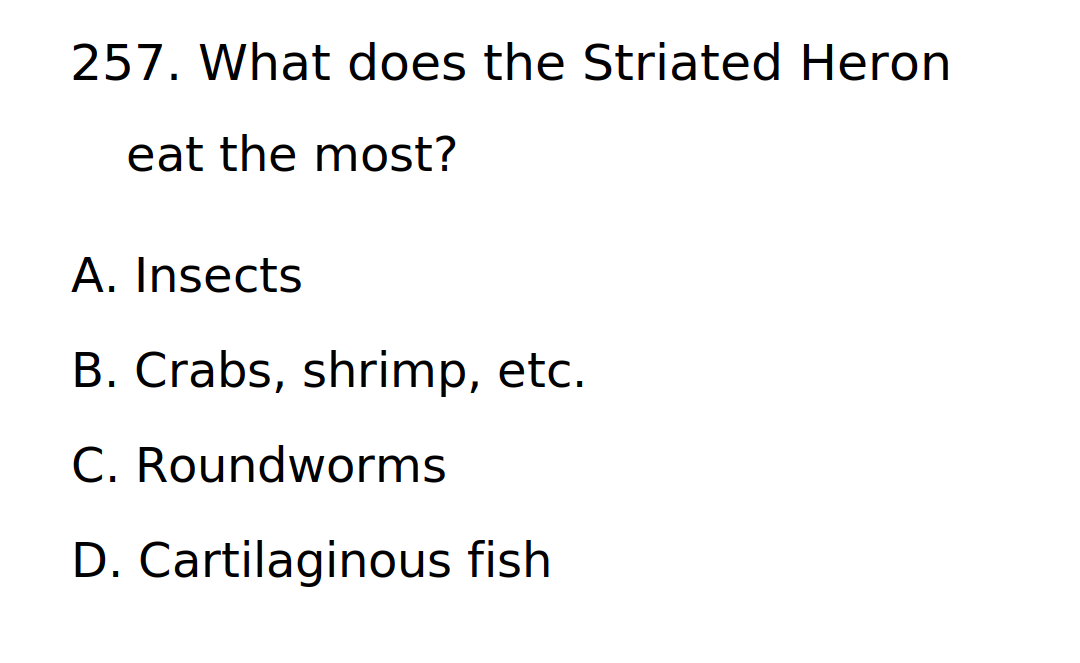 257. What does the Striated Heron
eat the most?
A. Insects
B. Crabs, shrimp, etc.
C. Roundworms
D. Cartilaginous fish